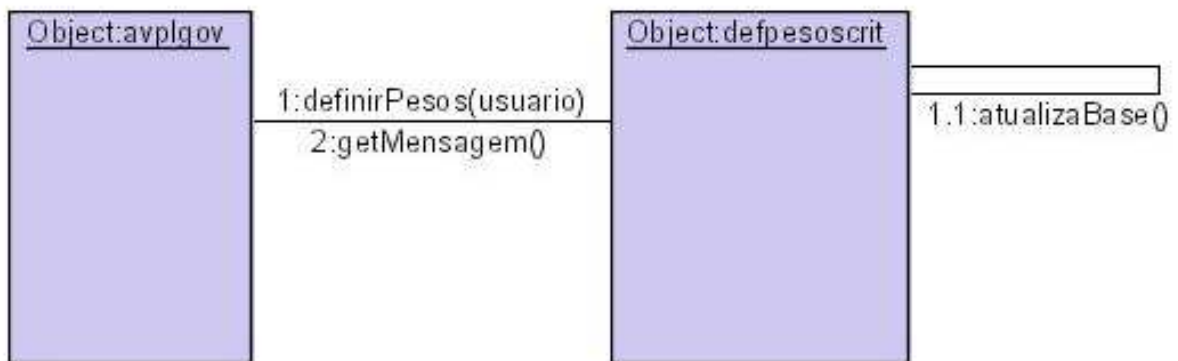 Object:avplgov
Object:defpesoscrit
1:definirPesos(usuario)
2:getMensagem()
1.1:atualizaBase()